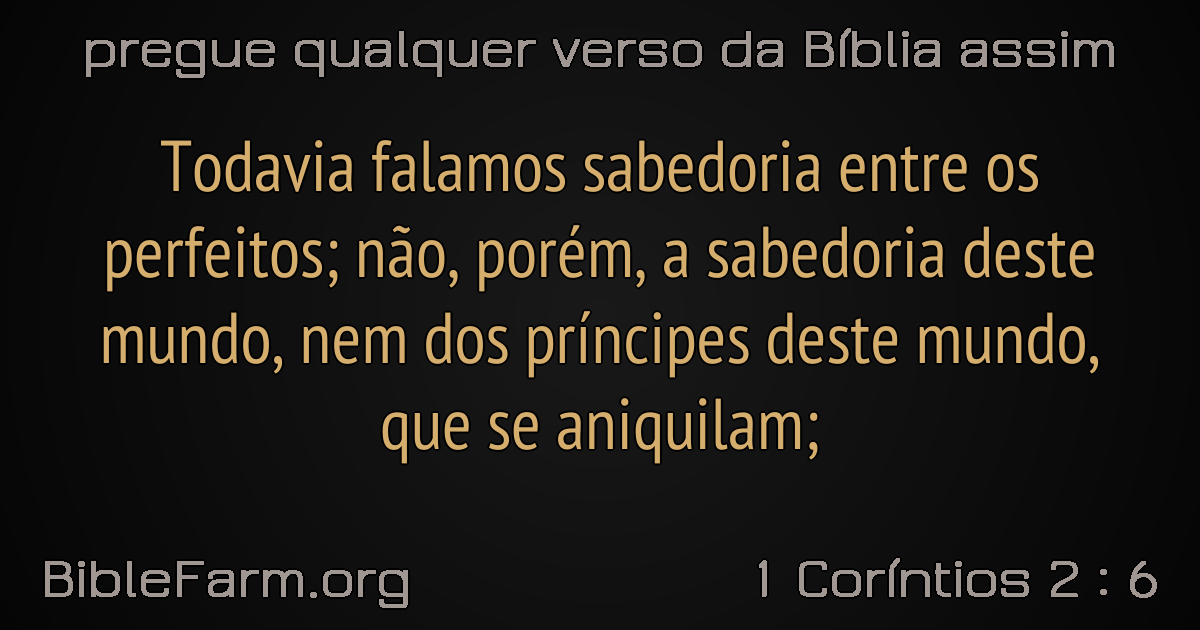 pregue qualquer verso da Bíblia assim
Todavia falamos sabedoria entre os
perfeitos; não, porém, a sabedoria deste
mundo, nem dos príncipes deste mundo,
que se aniquilam;
BibleFarm.org
1 Coríntios 2 : 6